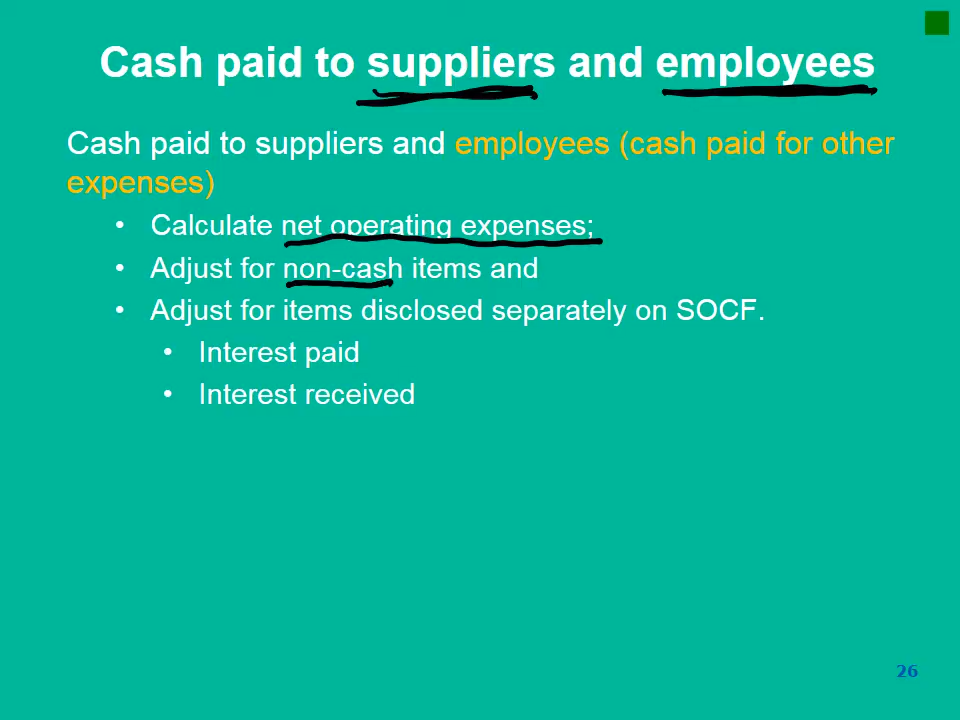 Cash paid to suppliers and employees
Cash paid to suppliers and employees (cash paid for other
expenses)
• Calculate net operating expenses;
• Adjust for non-cash items and
• Adjust for items disclosed separately on SOCF.
• Interest paid
• Interest received
26